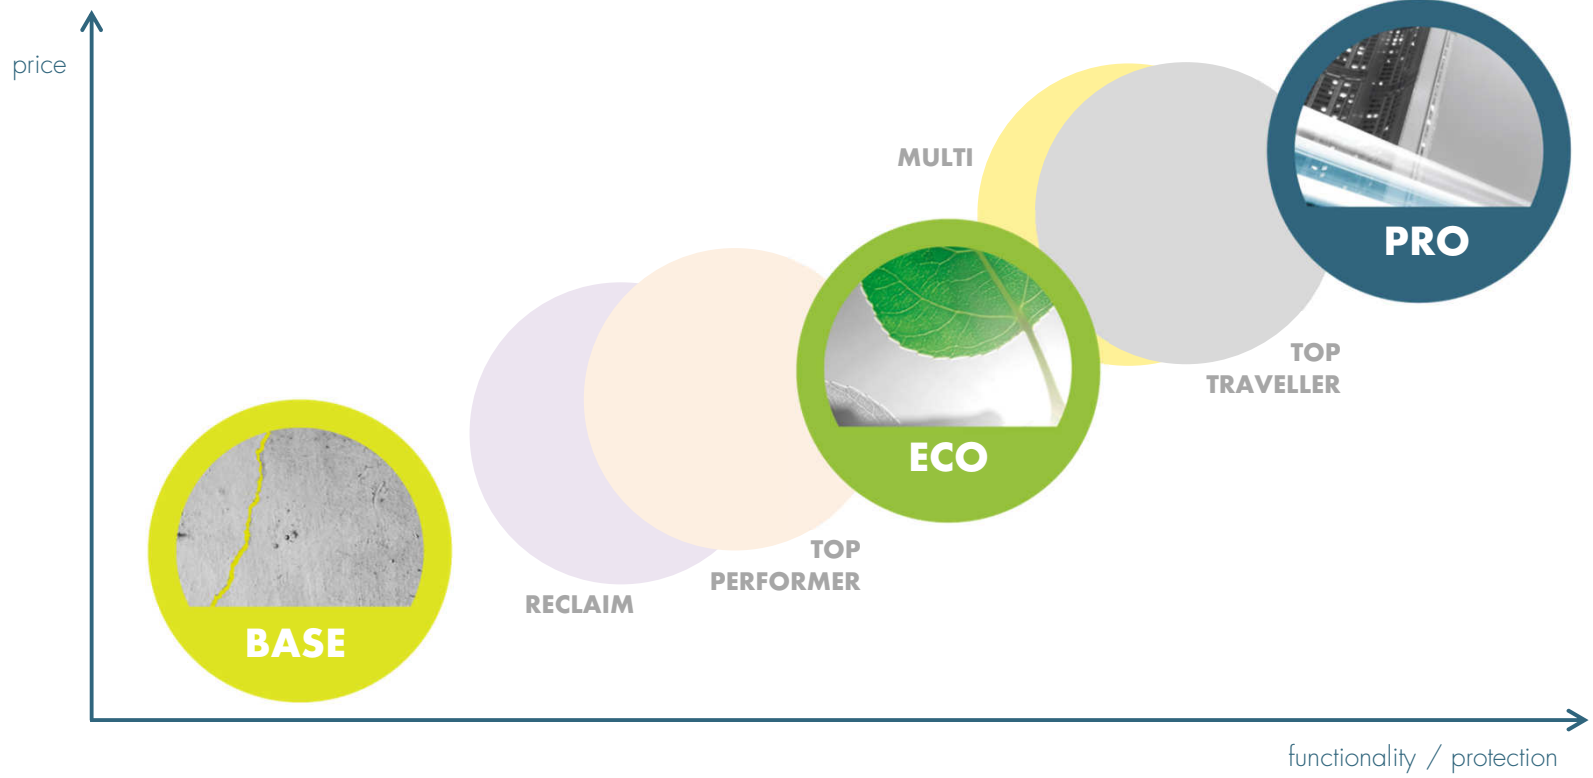 price
MULTI
PRO
TOP
TRAVELLER
ECO
TOP
PERFORMER
RECLAIM
BASE
functionality / protection